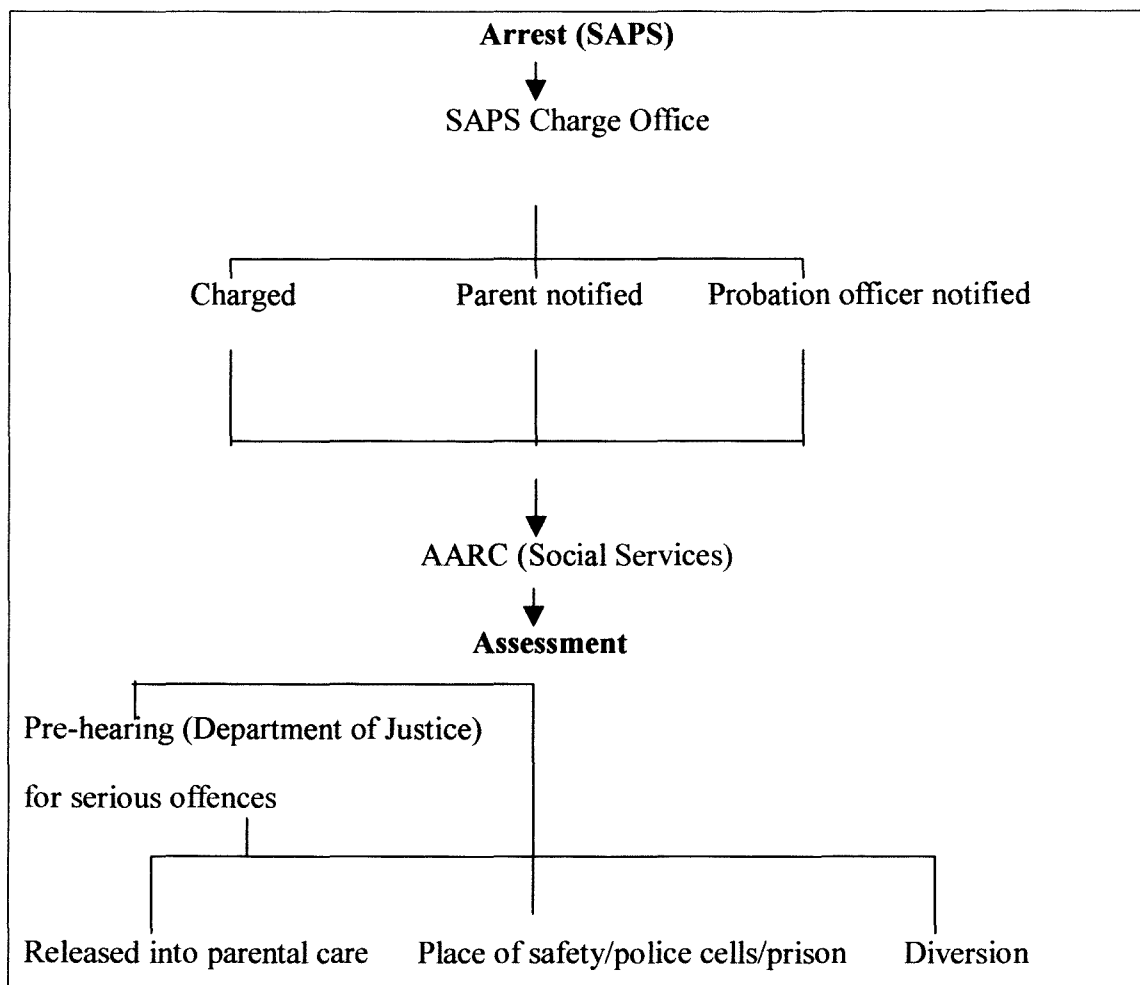 Arrest (SAPS)
SAPS Charge Office
Charged Parent notified Probation officer notified
AARC (Social Services)
Assessment
Pre-hearing (Department of Justice)
for serious offences
Released into parental care Place of safety/police cells/prison Diversion